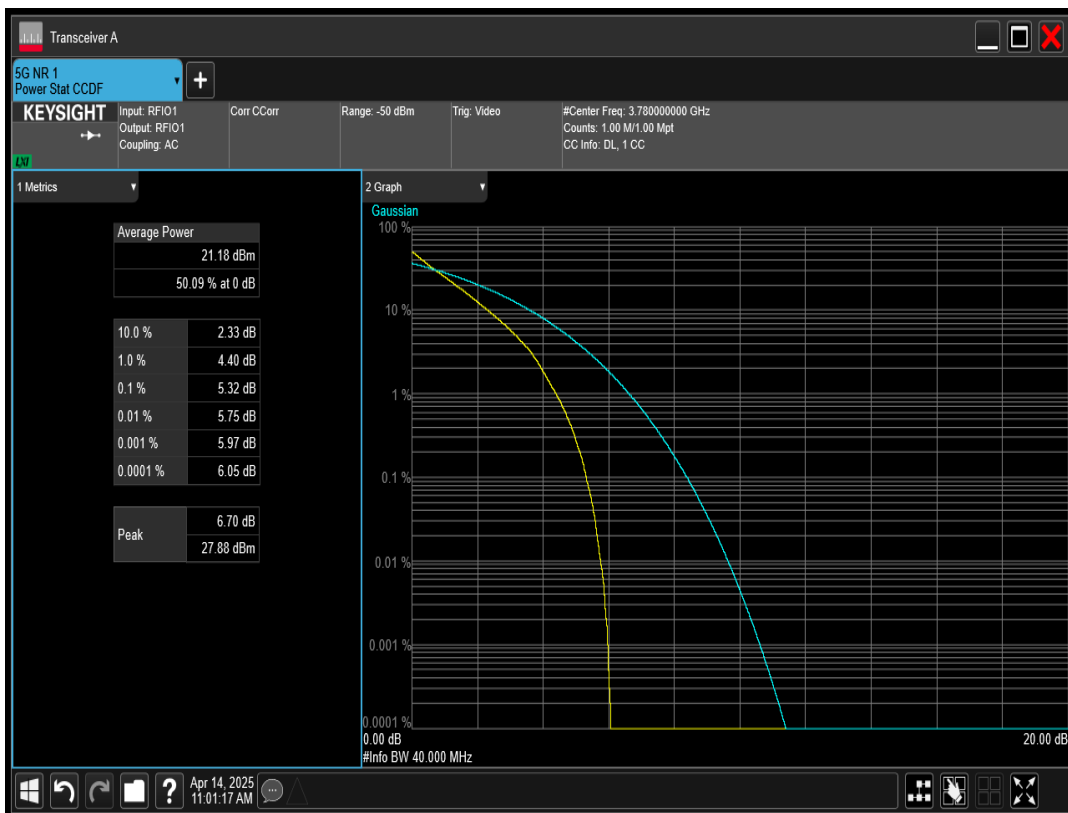 Transceiver A
5G NR 1
Power Stat CCDF
KEYSIGHT
LXI
Input: RFIO1
Output: RFIO1
Coupling: AC
Corr CCorr
Range: -50 dBm
Trig: Video
#Center Freq: 3.780000000 GHz
Counts: 1.00 M/1.00 Mpt
CC Info: DL, 1 CC
1 Metrics
Average Power
21.18 dBm
50.09 % at 0 dB
10.0 % 2.33 dB
1.0 % 4.40 dB
0.1 % 5.32 dB
0.01 % 5.75 dB
0.001 % 5.97 dB
0.0001 % 6.05 dB
Peak
6.70 dB
27.88 dBm
2 Graph
Gaussian
100 %
10 %
1 %
0.1 %
0.01 %
0.001 %
0.0001 %
0.00 dB 20.00 dB
#Info BW 40.000 MHz
?
Apr 14, 2025
11:01:17 AM